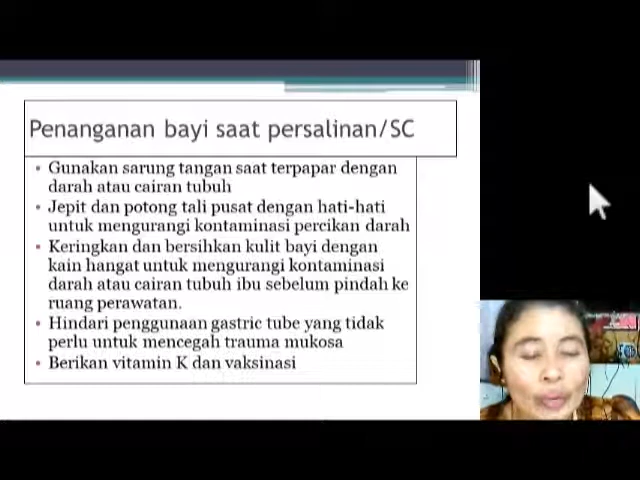 Penanganan bayi saat persalinan/SC
• Gunakan sarung tangan saat terpapar dengan
darah atau cairan tubuh
• Jepit dan potong tali pusat dengan hati-hati
untuk mengurangi kontaminasi percikan darah
• Keringkan dan bersihkan kulit bayi dengan
kain hangat untuk mengurangi kontaminasi
darah atau cairan tubuh ibu sebelum pindah ke
ruang perawatan.
• Hindari penggunaan gastric tube yang tidak
perlu untuk mencegah trauma mukosa
• Berikan vitamin K dan vaksinasi